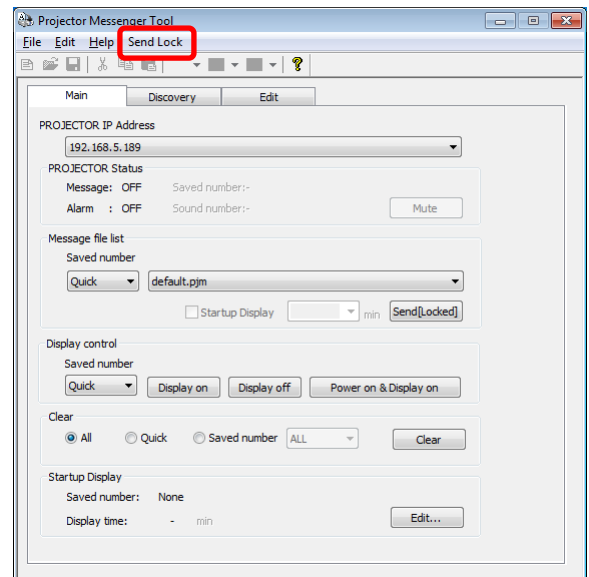 Projector Messenger Tool
File Edit Help Send Lock
Main Discovery Edit
PROJECTOR IP Address
192.168.5.189
PROJECTOR Status
Message: OFF Saved number:-
Alarm : OFF Sound number:- Mute
Message file list
Saved number
Quick default.pjm
Startup Display min Send[Locked]
Display control
Saved number
Quick Display on Display off Power on & Display on
Clear
All Quick Saved number ALL Clear
Startup Display
Saved number: None
Display time: - min Edit...